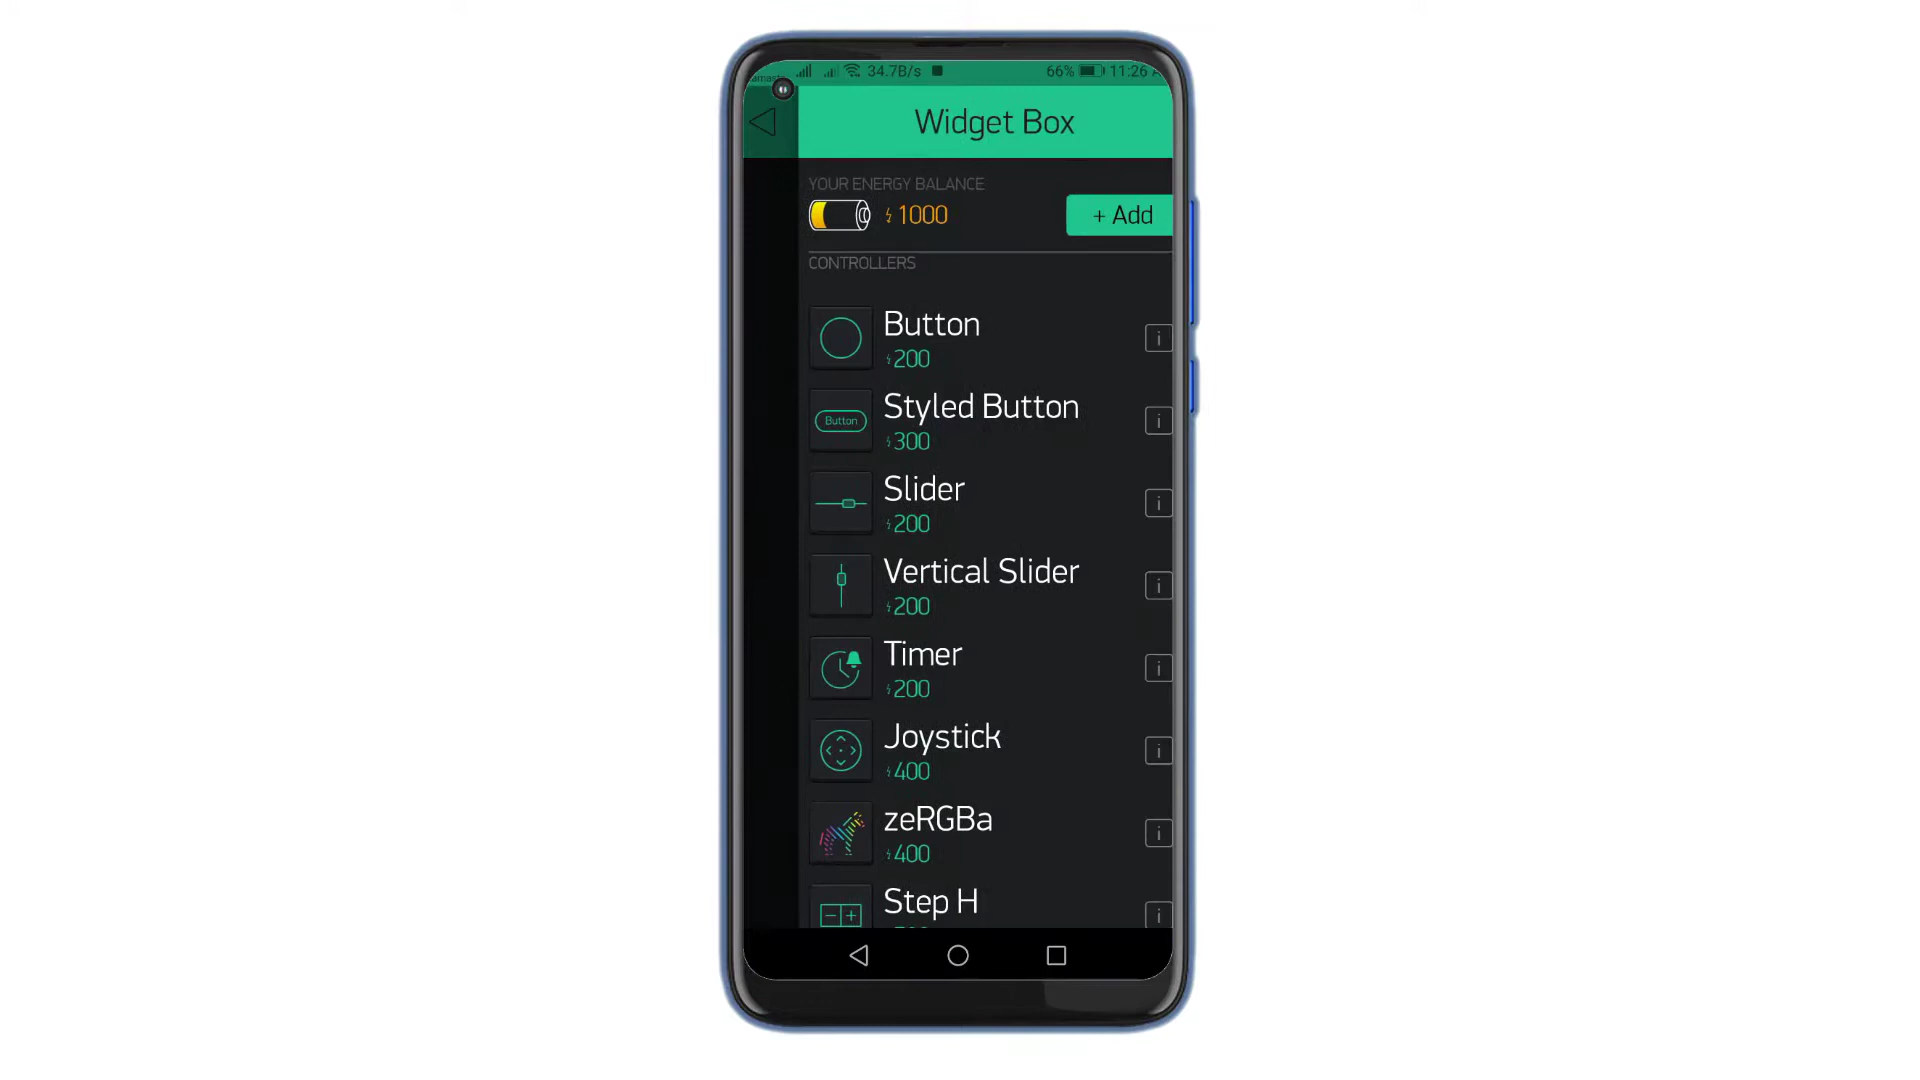 34.7B/s 66% 11:26
Widget Box
YOUR ENERGY BALANCE
1000
+ Add
CONTROLLERS
Button
200
Button
Styled Button
300
Slider
200
Vertical Slider
200
Timer
200
Joystick
400
zeRGBa
400
Step H